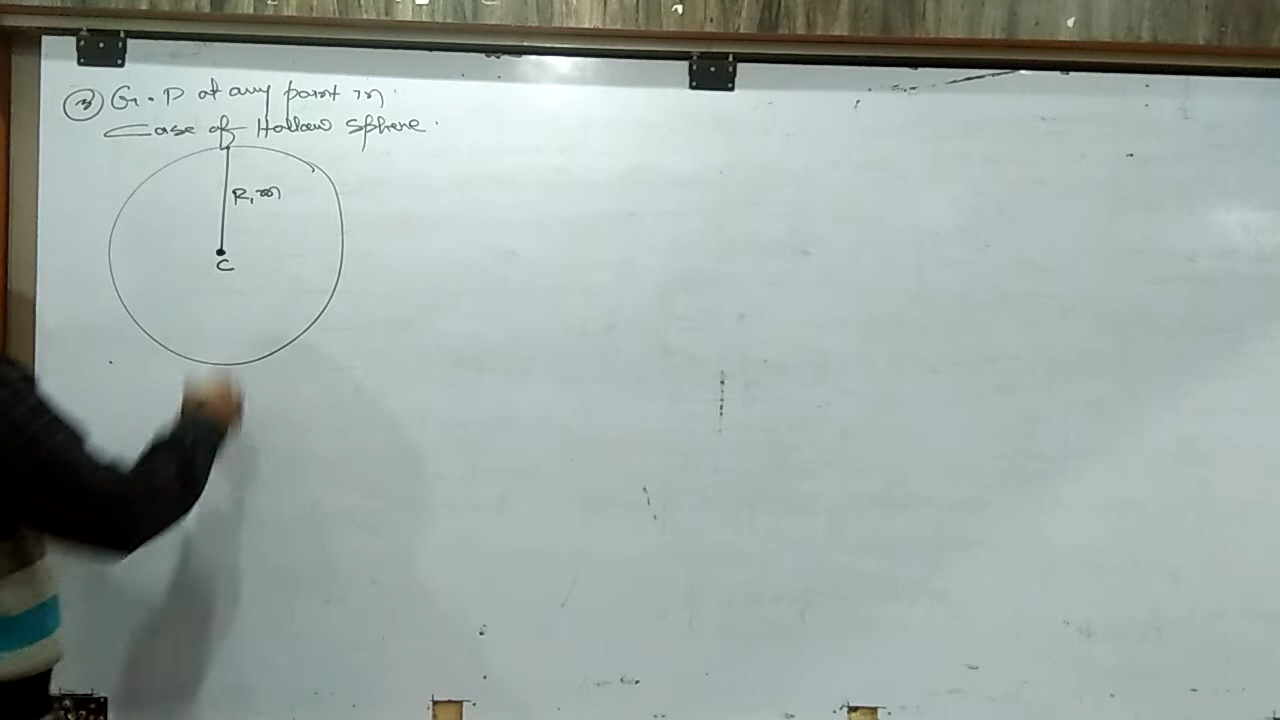 ③ G.P at any point in
Case of Hollow Sphere.
R, m
C